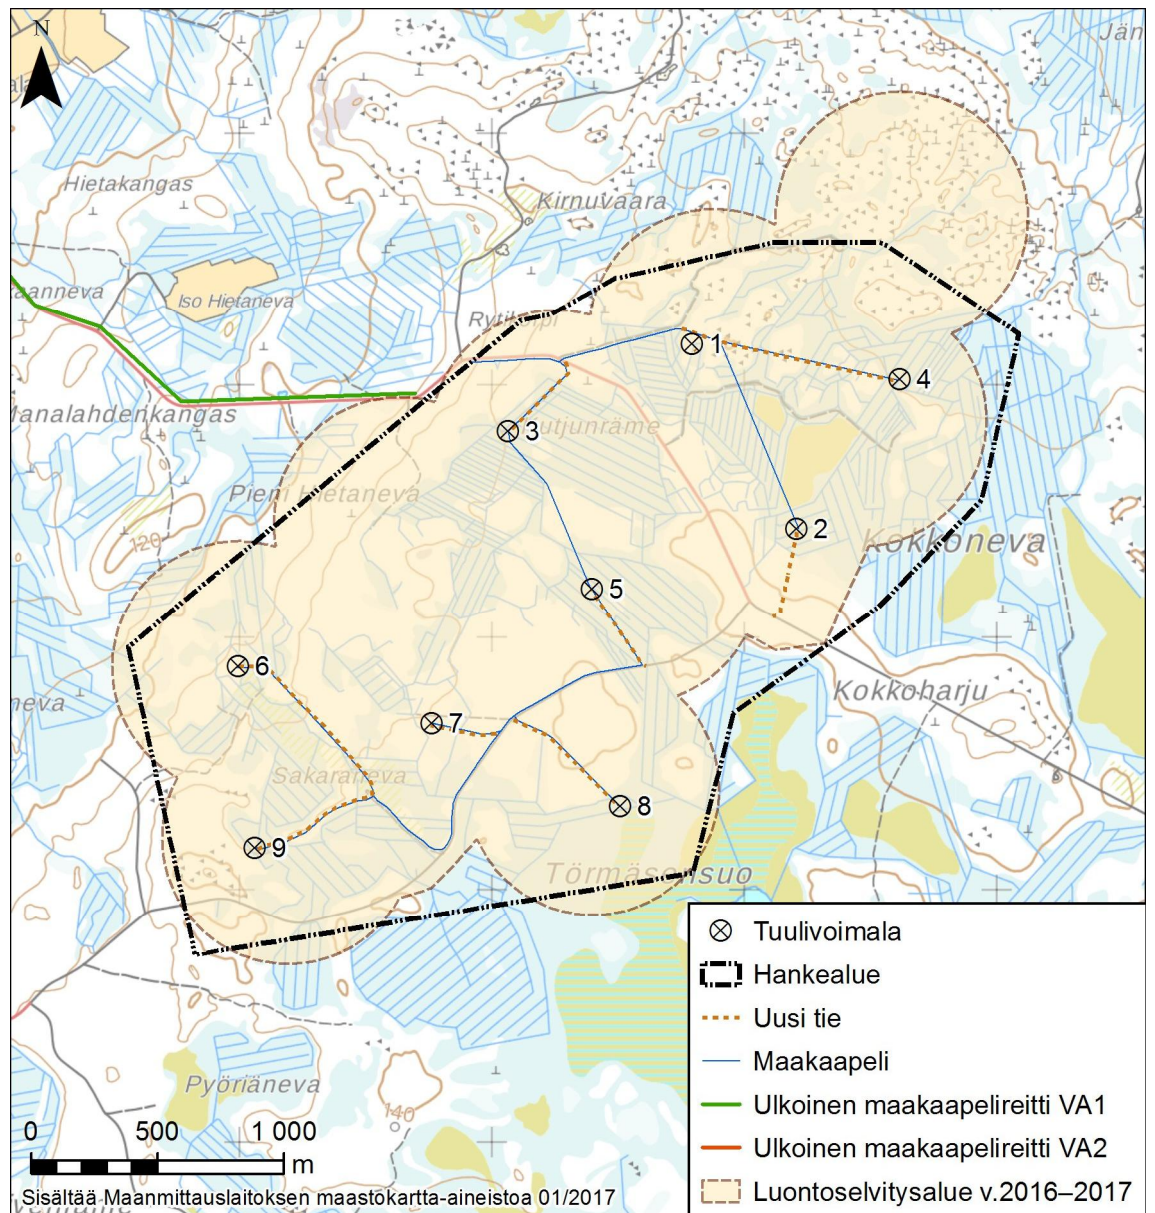 N
Jän
Hietakangas
Kirnuvaara
Iso Hietaneva
1
4
Manalahdenkangas
3
Pieni Hietaneva
2
Kokkoneva
120
5
6
Kokkoharju
7
Sakaraneva
8
9
Törmäsensuo
Pyöriäneva
140
0 500 1 000
m
Sisältää Maanmittauslaitoksen maastokartta-aineistoa 01/2017
Tuulivoimala
Hankealue
Uusi tie
Maakaapeli
Ulkoinen maakaapelireitti VA1
Ulkoinen maakaapelireitti VA2
Luontoselvitysalue v.2016–2017